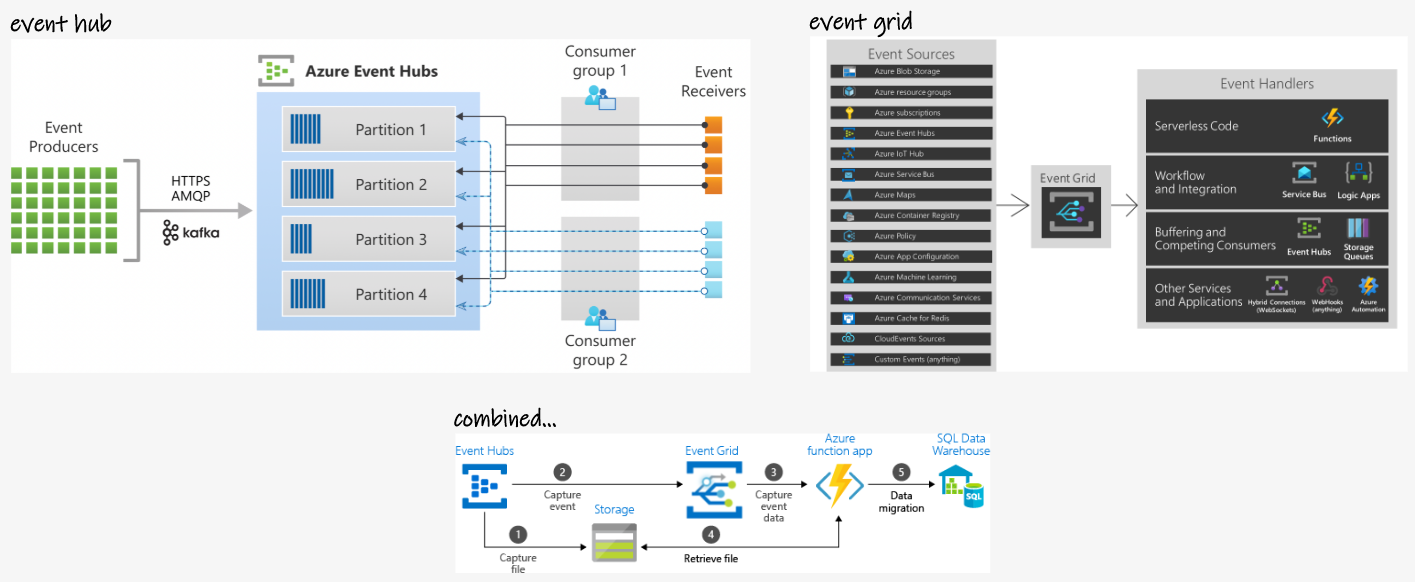 event hub
Azure Event Hubs
Consumer
group 1
Event
Receivers
Event
Producers
HTTPS
AMQP
kafka
Partition 1
Partition 2
Partition 3
Partition 4
Consumer
group 2
event grid
Event Sources
Azure Blob Storage
Azure resource groups
Azure subscriptions
Azure Event Hubs
Azure IoT Hub
Azure Service Bus
Azure Maps
Azure Container Registry
Azure Policy
Azure App Configuration
Azure Machine Learning
Azure Communication Services
Azure Cache for Redis
CloudEvents Sources
Custom Events (anything)
Event Grid
Event Handlers
Serverless Code
Functions
Workflow
and Integration
Service Bus
Logic Apps
Buffering and
Competing Consumers
Event Hubs
Storage
Queues
Other Services
and Applications
Hybrid Connections
(WebSockets)
WebHooks
(anything)
Azure
Automation
combined...
Event Hubs
2
Capture
event
Event Grid
3
Capture
event
data
Azure
function app
5
Data
migration
SQL Data
Warehouse
SQL
1
Capture
file
Storage
4
Retrieve file